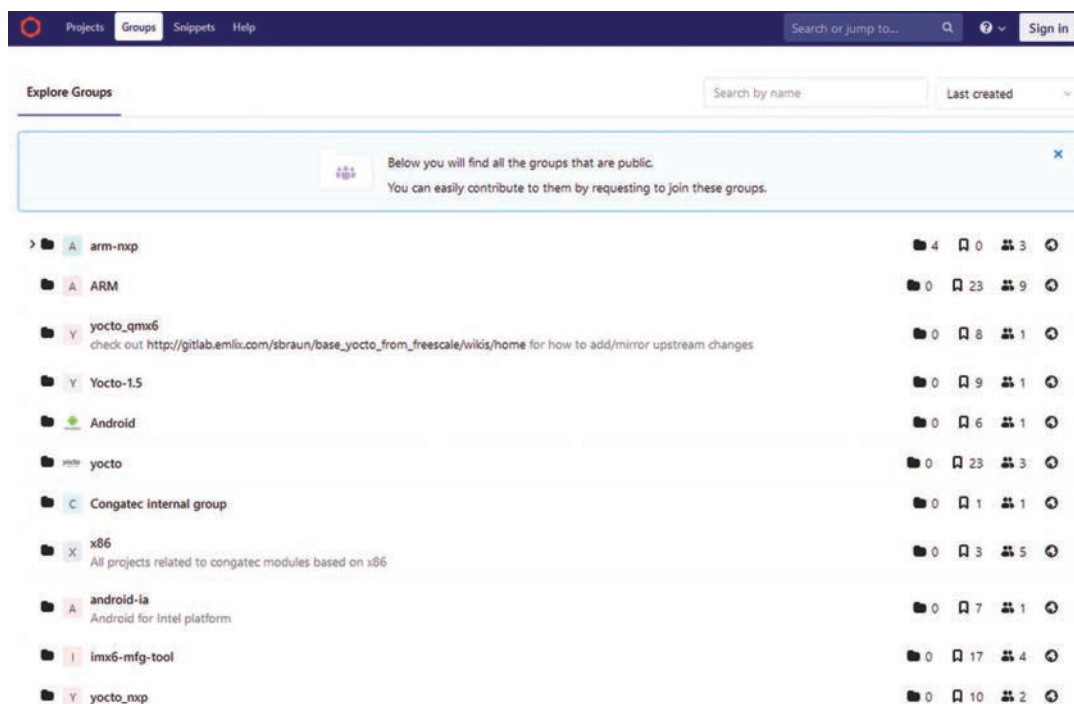 Projects Groups Snippets Help Search or jump to... Sign in
Explore Groups Search by name Last created
Below you will find all the groups that are public.
You can easily contribute to them by requesting to join these groups.
A arm-nxp 4 0 3
A ARM 0 23 9
Y yocto_qmx6 0 8 1
check out http://gitlab.emlix.com/sbraun/base_yocto_from_freescale/wikis/home for how to add/mirror upstream changes
Y Yocto-1.5 0 9 1
Android 0 6 1
yocto yocto 0 23 3
C Congatec internal group 0 1 1
X x86 0 3 5
All projects related to congatec modules based on x86
A android-ia 0 7 1
Android for Intel platform
I imx6-mfg-tool 0 17 4
Y yocto_nxp 0 10 2